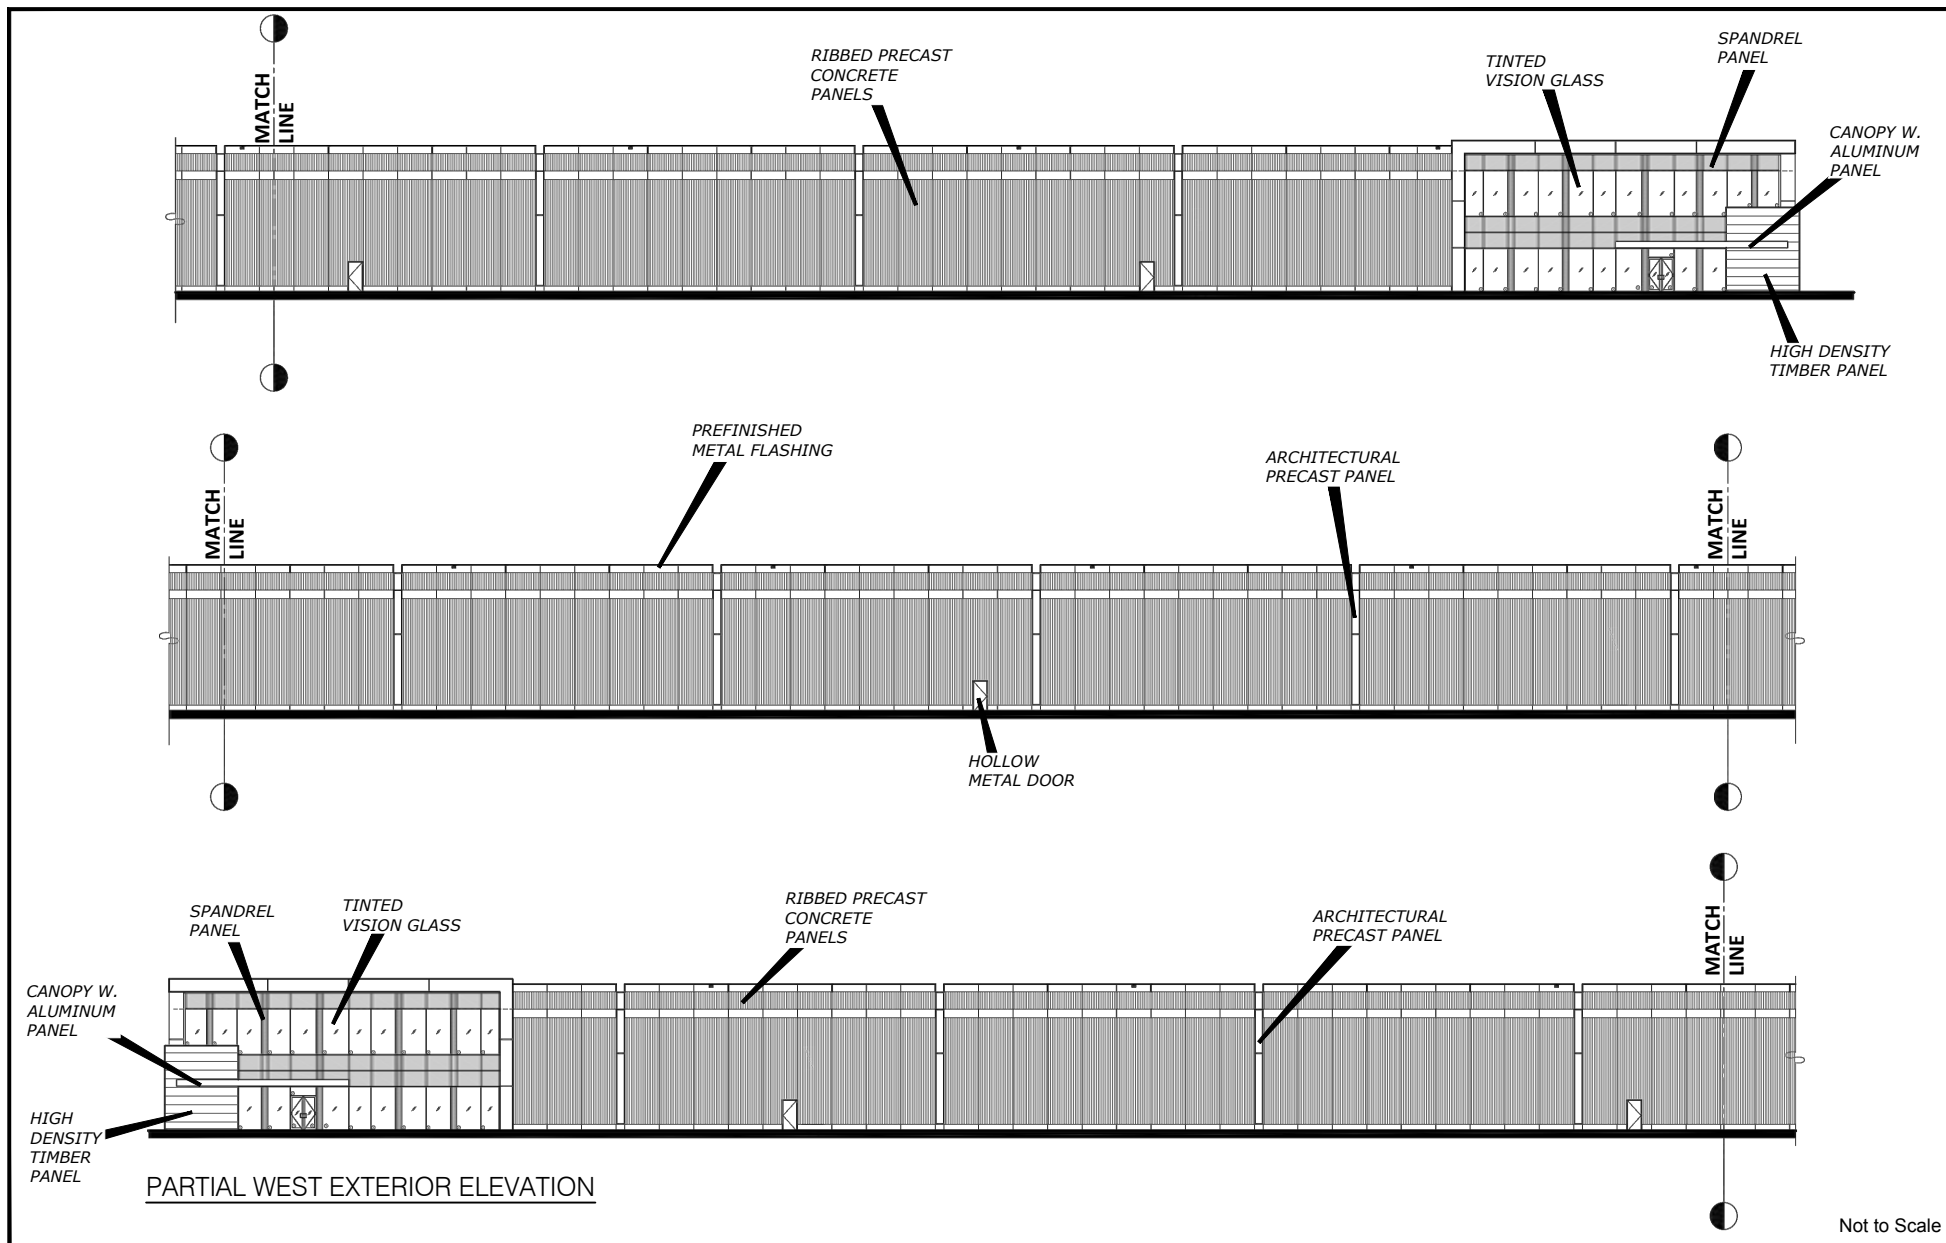 MATCH
LINE
RIBBED PRECAST
CONCRETE
PANELS
TINTED
VISION GLASS
SPANDREL
PANEL
CANOPY W.
ALUMINUM
PANEL
HIGH DENSITY
TIMBER PANEL
MATCH
LINE
PREFINISHED
METAL FLASHING
ARCHITECTURAL
PRECAST PANEL
MATCH
LINE
HOLLOW
METAL DOOR
SPANDREL
PANEL
TINTED
VISION GLASS
RIBBED PRECAST
CONCRETE
PANELS
ARCHITECTURAL
PRECAST PANEL
MATCH
LINE
CANOPY W.
ALUMINUM
PANEL
HIGH
DENSITY
TIMBER
PANEL
PARTIAL WEST EXTERIOR ELEVATION
Not to Scale